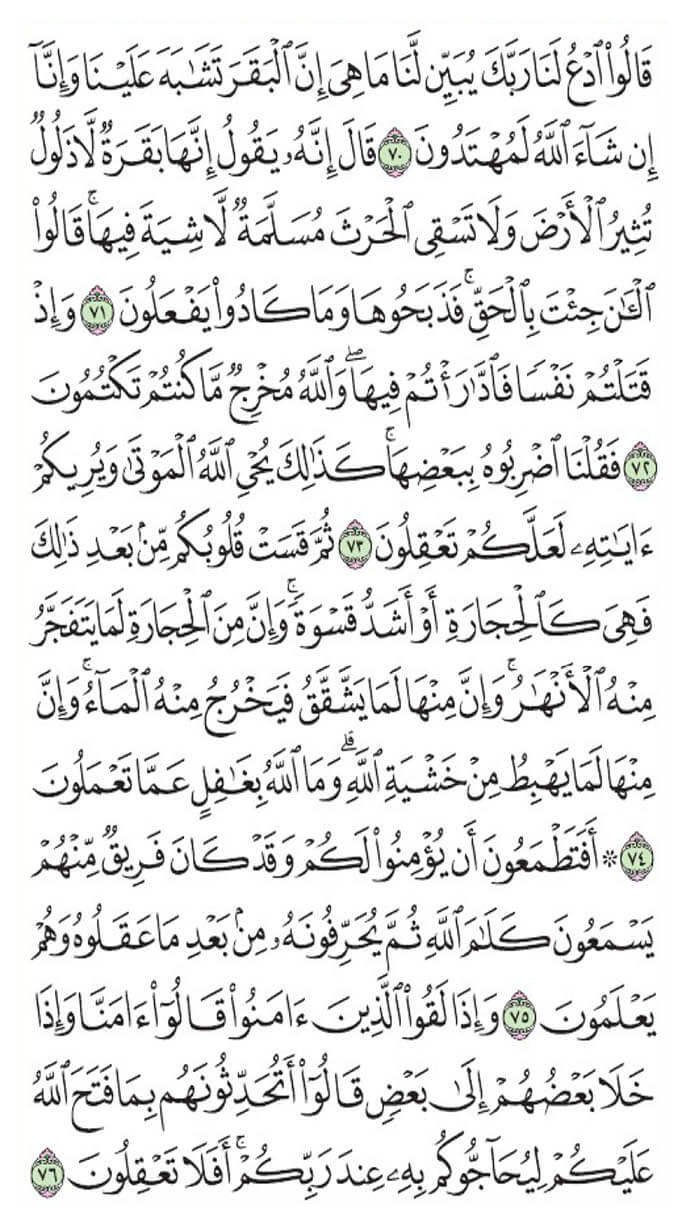 قَالُوا۟ ٱدۡعُ لَنَا رَبَّكَ يُبَيِّن لَّنَا مَا هِىَ إِنَّ ٱلۡبَقَرَ تَشَٰبَهَ عَلَيۡنَا وَإِنَّآ
إِن شَآءَ ٱللَّهُ لَمُهۡتَدُونَ ٧٠ قَالَ إِنَّهُۥ يَقُولُ إِنَّهَا بَقَرَةٌ لَّا ذَلُولٌ
تُثِيرُ ٱلۡأَرۡضَ وَلَا تَسۡقِى ٱلۡحَرۡثَ مُسَلَّمَةٌ لَّا شِيَةَ فِيهَاۚ قَالُوا۟
ٱلۡـَٰٔنَ جِئۡتَ بِٱلۡحَقِّۚ فَذَبَحُوهَا وَمَا كَادُوا۟ يَفۡعَلُونَ ٧١ وَإِذۡ
قَتَلۡتُمۡ نَفۡسًا فَٱدَّٰرَٰٔتُمۡ فِيهَاۖ وَٱللَّهُ مُخۡرِجٌ مَّا كُنتُمۡ تَكۡتُمُونَ
٧٢ فَقُلۡنَا ٱضۡرِبُوهُ بِبَعۡضِهَاۚ كَذَٰلِكَ يُحۡىِ ٱللَّهُ ٱلۡمَوۡتَىٰ وَيُرِيكُمۡ
ءَايَٰتِهِۦ لَعَلَّكُمۡ تَعۡقِلُونَ ٧٣ ثُمَّ قَسَتۡ قُلُوبُكُم مِّنۢ بَعۡدِ ذَٰلِكَ
فَهِىَ كَٱلۡحِجَارَةِ أَوۡ أَشَدُّ قَسۡوَةًۚ وَإِنَّ مِنَ ٱلۡحِجَارَةِ لَمَا يَتَفَجَّرُ
مِنۡهُ ٱلۡأَنۡهَٰرُۚ وَإِنَّ مِنۡهَا لَمَا يَشَّقَّقُ فَيَخۡرُجُ مِنۡهُ ٱلۡمَآءُۚ وَإِنَّ
مِنۡهَا لَمَا يَهۡبِطُ مِنۡ خَشۡيَةِ ٱللَّهِۗ وَمَا ٱللَّهُ بِغَٰفِلٍ عَمَّا تَعۡمَلُونَ
٧٤ ۞ أَفَتَطۡمَعُونَ أَن يُؤۡمِنُوا۟ لَكُمۡ وَقَدۡ كَانَ فَرِيقٌ مِّنۡهُمۡ
يَسۡمَعُونَ كَلَٰمَ ٱللَّهِ ثُمَّ يُحَرِّفُونَهُۥ مِنۢ بَعۡدِ مَا عَقَلُوهُ وَهُمۡ
يَعۡلَمُونَ ٧٥ وَإِذَا لَقُوا۟ ٱلَّذِينَ ءَامَنُوا۟ قَالُوٓا۟ ءَامَنَّا وَإِذَا
خَلَا بَعۡضُهُمۡ إِلَىٰ بَعۡضٍ قَالُوٓا۟ أَتُحَدِّثُونَهُم بِمَا فَتَحَ ٱللَّهُ
عَلَيۡكُمۡ لِيُحَآجُّوكُم بِهِۦ عِندَ رَبِّكُمۡۚ أَفَلَا تَعۡقِلُونَ ٧٦